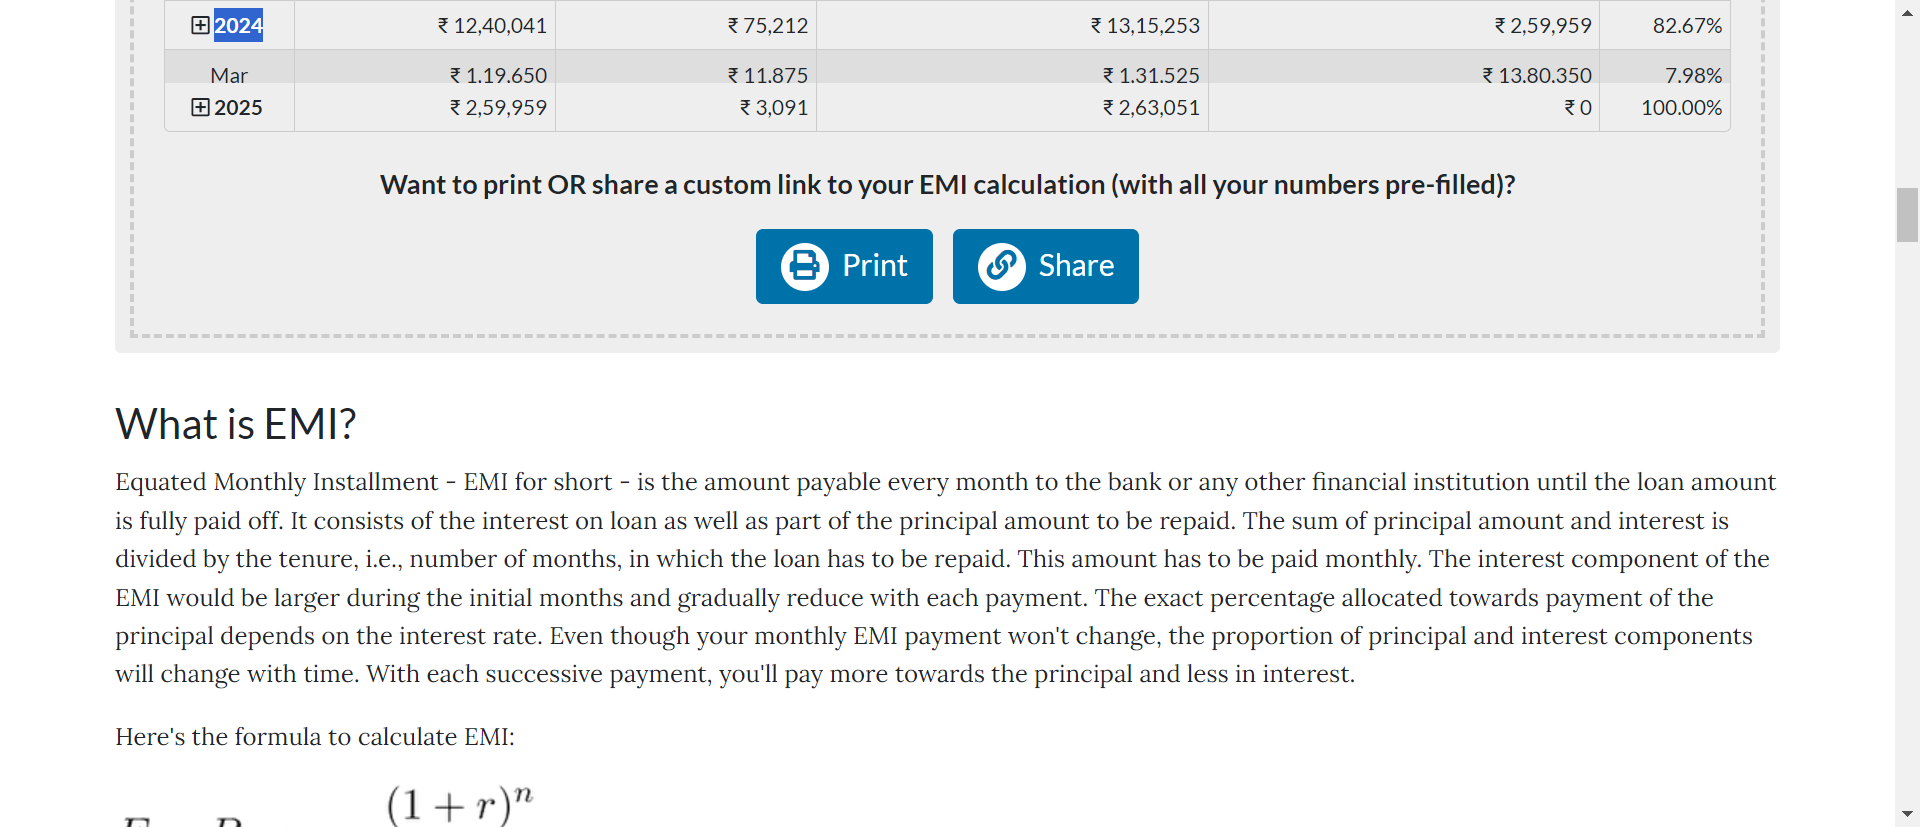 2024 ₹ 12,40,041 ₹ 75,212 ₹ 13,15,253 ₹ 2,59,959 82.67%
Mar ₹ 1.19.650 ₹ 11.875 ₹ 1.31.525 ₹ 13.80.350 7.98%
2025 ₹ 2,59,959 ₹ 3,091 ₹ 2,63,051 ₹ 0 100.00%
Want to print OR share a custom link to your EMI calculation (with all your numbers pre-filled)?
Print Share
What is EMI?
Equated Monthly Installment - EMI for short - is the amount payable every month to the bank or any other financial institution until the loan amount
is fully paid off. It consists of the interest on loan as well as part of the principal amount to be repaid. The sum of principal amount and interest is
divided by the tenure, i.e., number of months, in which the loan has to be repaid. This amount has to be paid monthly. The interest component of the
EMI would be larger during the initial months and gradually reduce with each payment. The exact percentage allocated towards payment of the
principal depends on the interest rate. Even though your monthly EMI payment won't change, the proportion of principal and interest components
will change with time. With each successive payment, you'll pay more towards the principal and less in interest.
Here's the formula to calculate EMI:
(1 + r)^n